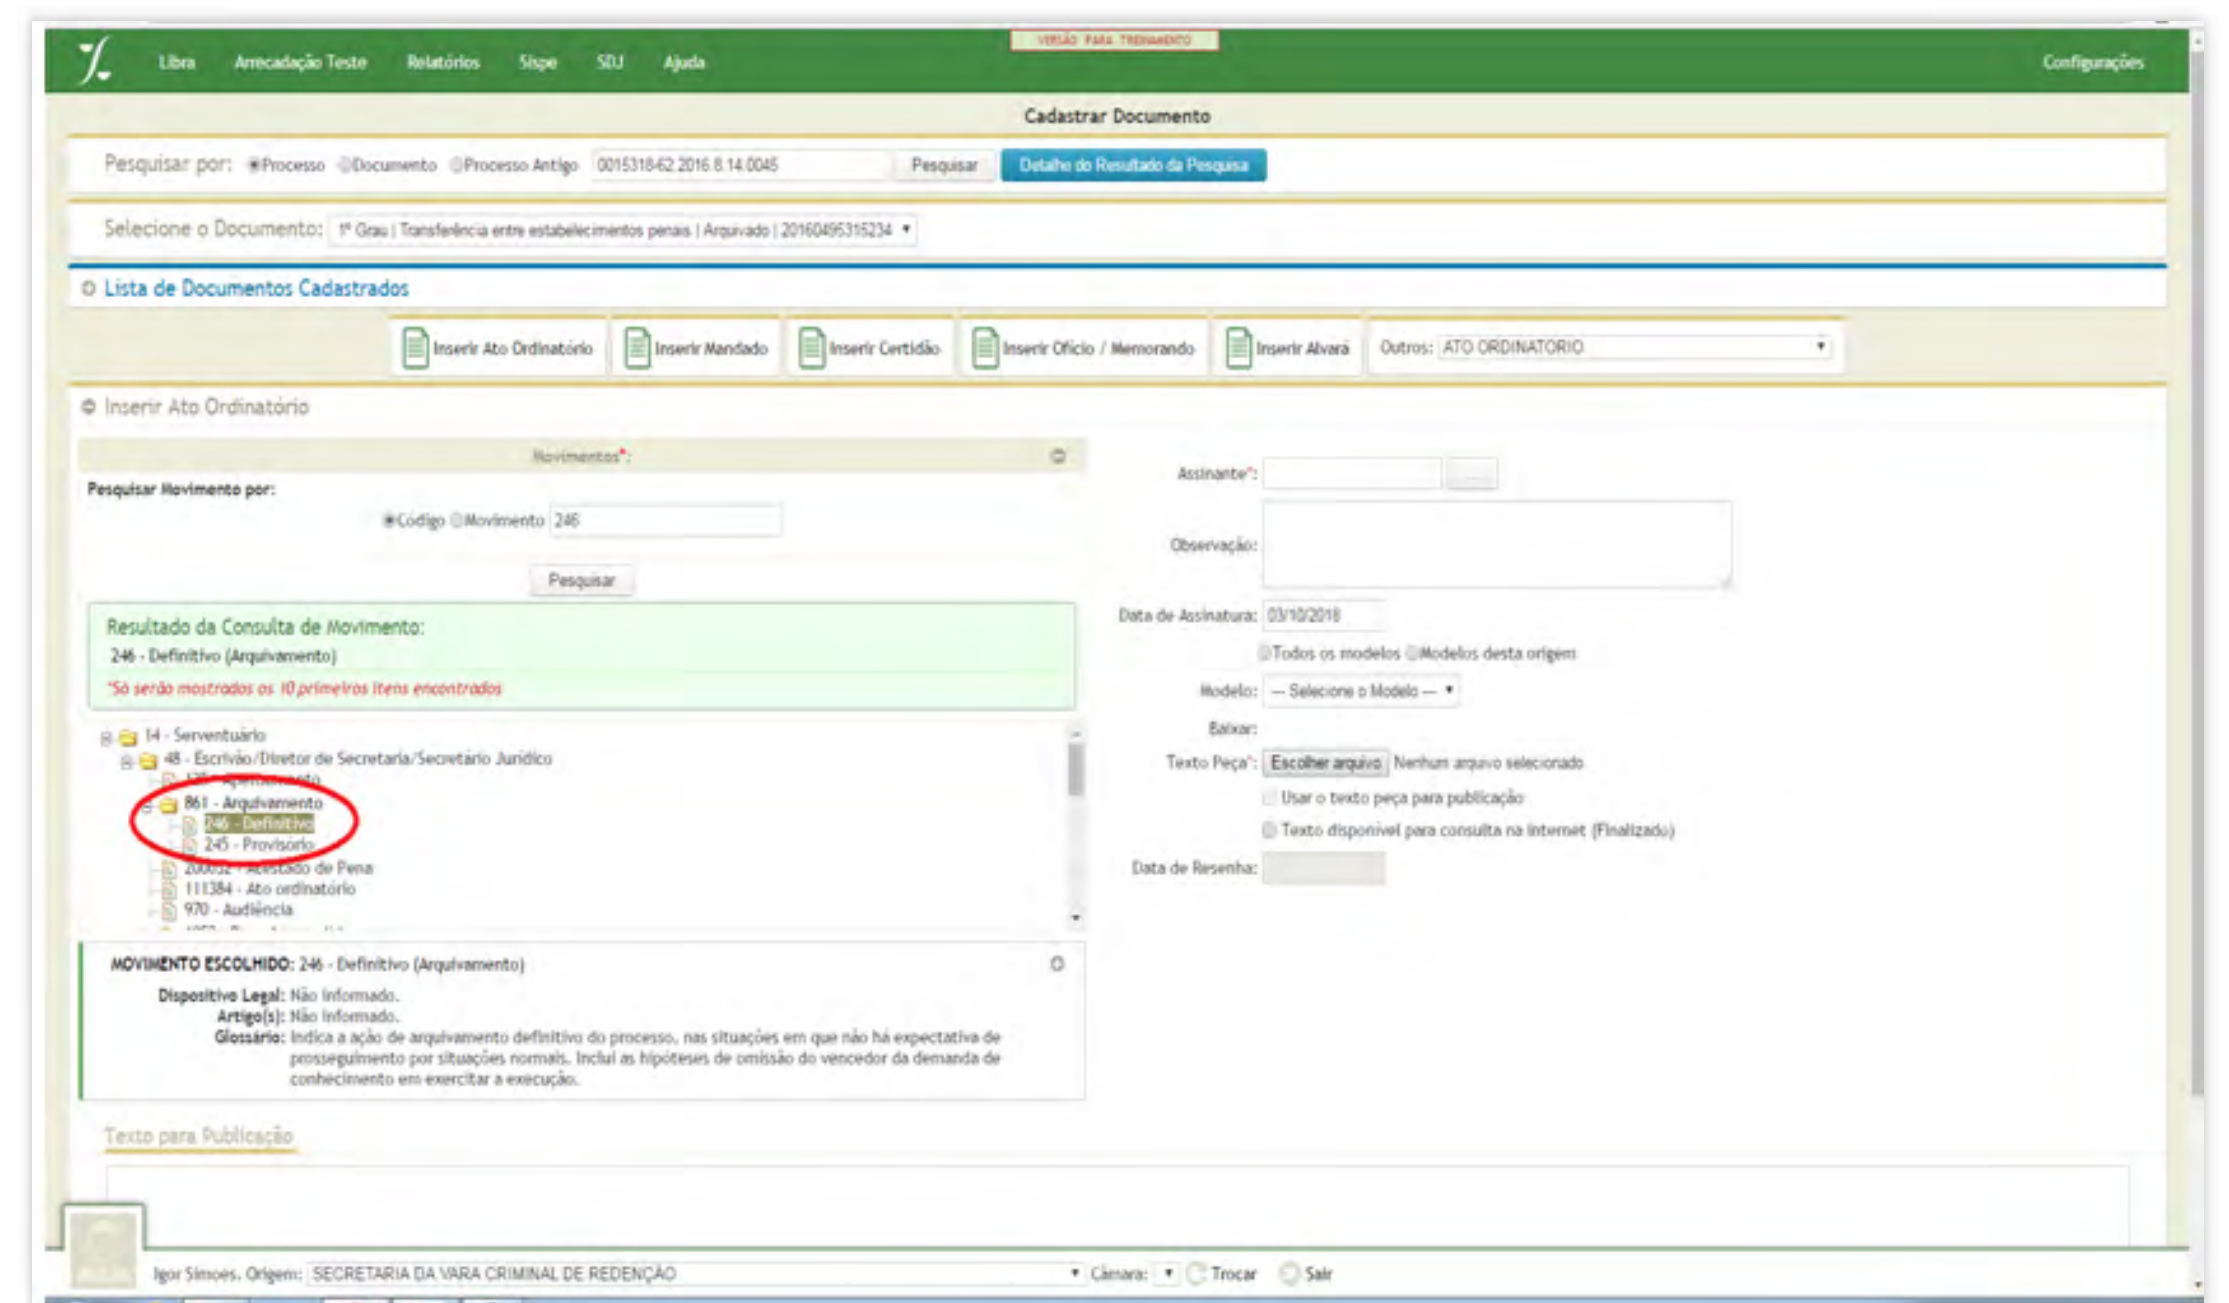 VERSÃO PARA TREINAMENTO
Libra Arrecadação Teste Relatórios Sispe SDJ Ajuda Configurações
Cadastrar Documento
Pesquisar por: Processo Documento Processo Antigo 0015318-62.2016.8.14.0045 Pesquisar Detalhe do Resultado da Pesquisa
Selecione o Documento: 1º Grau | Transferência entre estabelecimentos penais | Arquivado | 20160495315234
Lista de Documentos Cadastrados
Inserir Ato Ordinatório Inserir Mandado Inserir Certidão Inserir Ofício / Memorando Inserir Alvará Outros: ATO ORDINATORIO
Inserir Ato Ordinatório
Movimentos*:
Pesquisar Movimento por:
Código Movimento 246
Pesquisar
Resultado da Consulta de Movimento:
246 - Definitivo (Arquivamento)
*Só serão mostrados os 10 primeiros itens encontrados
14 - Serventuário
48 - Escrivão/Diretor de Secretaria/Secretário Jurídico
861 - Arquivamento
246 - Definitivo
245 - Provisório
200052 - Atestado de Pena
111384 - Ato ordinatório
970 - Audiência
MOVIMENTO ESCOLHIDO: 246 - Definitivo (Arquivamento)
Dispositivo Legal: Não Informado.
Artigo(s): Não Informado.
Glossário: Indica a ação de arquivamento definitivo do processo, nas situações em que não há expectativa de
prosseguimento por situações normais. Inclui as hipóteses de omissão do vencedor da demanda de
conhecimento em exercitar a execução.
Assinante*: ...
Observação:
Data de Assinatura: 03/10/2018
Todos os modelos Modelos desta origem
Modelo: -- Selecione o Modelo --
Baixar:
Texto Peça*: Escolher arquivo Nenhum arquivo selecionado
Usar o texto peça para publicação
Texto disponível para consulta na Internet (Finalizado)
Data de Resenha:
Texto para Publicação
Igor Simoes. Origem: SECRETARIA DA VARA CRIMINAL DE REDENÇÃO Câmara: Trocar Sair